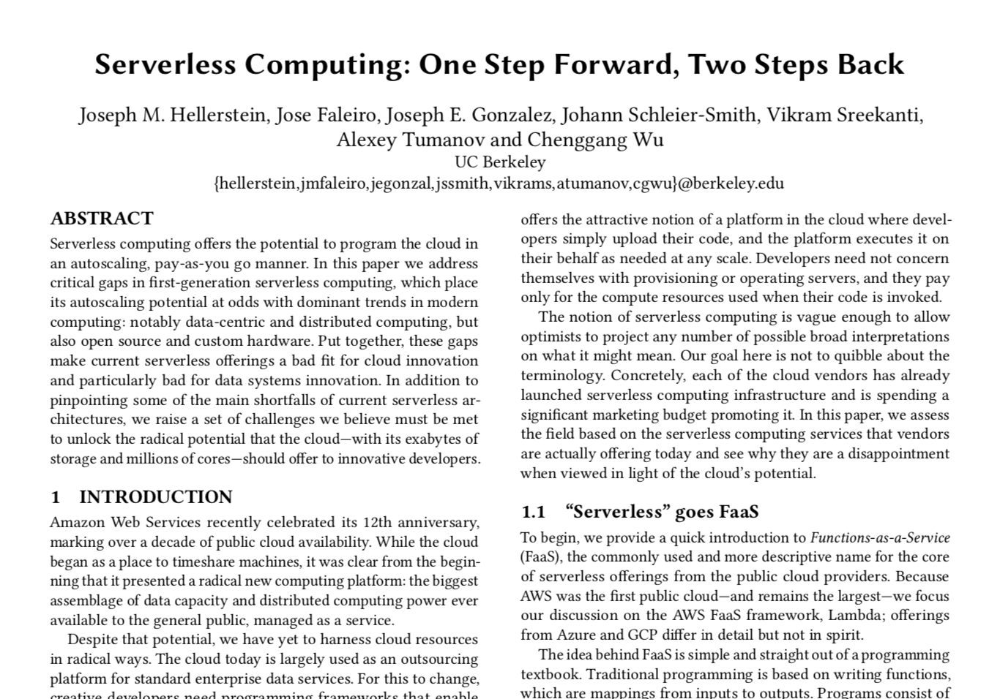 Serverless Computing: One Step Forward, Two Steps Back
Joseph M. Hellerstein, Jose Faleiro, Joseph E. Gonzalez, Johann Schleier-Smith, Vikram Sreekanti,
Alexey Tumanov and Chenggang Wu
UC Berkeley
{hellerstein,jmfaleiro,jegonzal,jssmith,vikrams,atumanov,cgwu}@berkeley.edu
ABSTRACT
Serverless computing offers the potential to program the cloud in
an autoscaling, pay-as-you go manner. In this paper we address
critical gaps in first-generation serverless computing, which place
its autoscaling potential at odds with dominant trends in modern
computing: notably data-centric and distributed computing, but
also open source and custom hardware. Put together, these gaps
make current serverless offerings a bad fit for cloud innovation
and particularly bad for data systems innovation. In addition to
pinpointing some of the main shortfalls of current serverless ar-
chitectures, we raise a set of challenges we believe must be met
to unlock the radical potential that the cloud—with its exabytes of
storage and millions of cores—should offer to innovative developers.
1 INTRODUCTION
Amazon Web Services recently celebrated its 12th anniversary,
marking over a decade of public cloud availability. While the cloud
began as a place to timeshare machines, it was clear from the begin-
ning that it presented a radical new computing platform: the biggest
assemblage of data capacity and distributed computing power ever
available to the general public, managed as a service.
Despite that potential, we have yet to harness cloud resources
in radical ways. The cloud today is largely used as an outsourcing
platform for standard enterprise data services. For this to change,
creative developers need programming frameworks that enable
offers the attractive notion of a platform in the cloud where devel-
opers simply upload their code, and the platform executes it on
their behalf as needed at any scale. Developers need not concern
themselves with provisioning or operating servers, and they pay
only for the compute resources used when their code is invoked.
The notion of serverless computing is vague enough to allow
optimists to project any number of possible broad interpretations
on what it might mean. Our goal here is not to quibble about the
terminology. Concretely, each of the cloud vendors has already
launched serverless computing infrastructure and is spending a
significant marketing budget promoting it. In this paper, we assess
the field based on the serverless computing services that vendors
are actually offering today and see why they are a disappointment
when viewed in light of the cloud's potential.
1.1 “Serverless” goes FaaS
To begin, we provide a quick introduction to Functions-as-a-Service
(FaaS), the commonly used and more descriptive name for the core
of serverless offerings from the public cloud providers. Because
AWS was the first public cloud—and remains the largest—we focus
our discussion on the AWS FaaS framework, Lambda; offerings
from Azure and GCP differ in detail but not in spirit.
The idea behind FaaS is simple and straight out of a programming
textbook. Traditional programming is based on writing functions,
which are mappings from inputs to outputs. Programs consist of